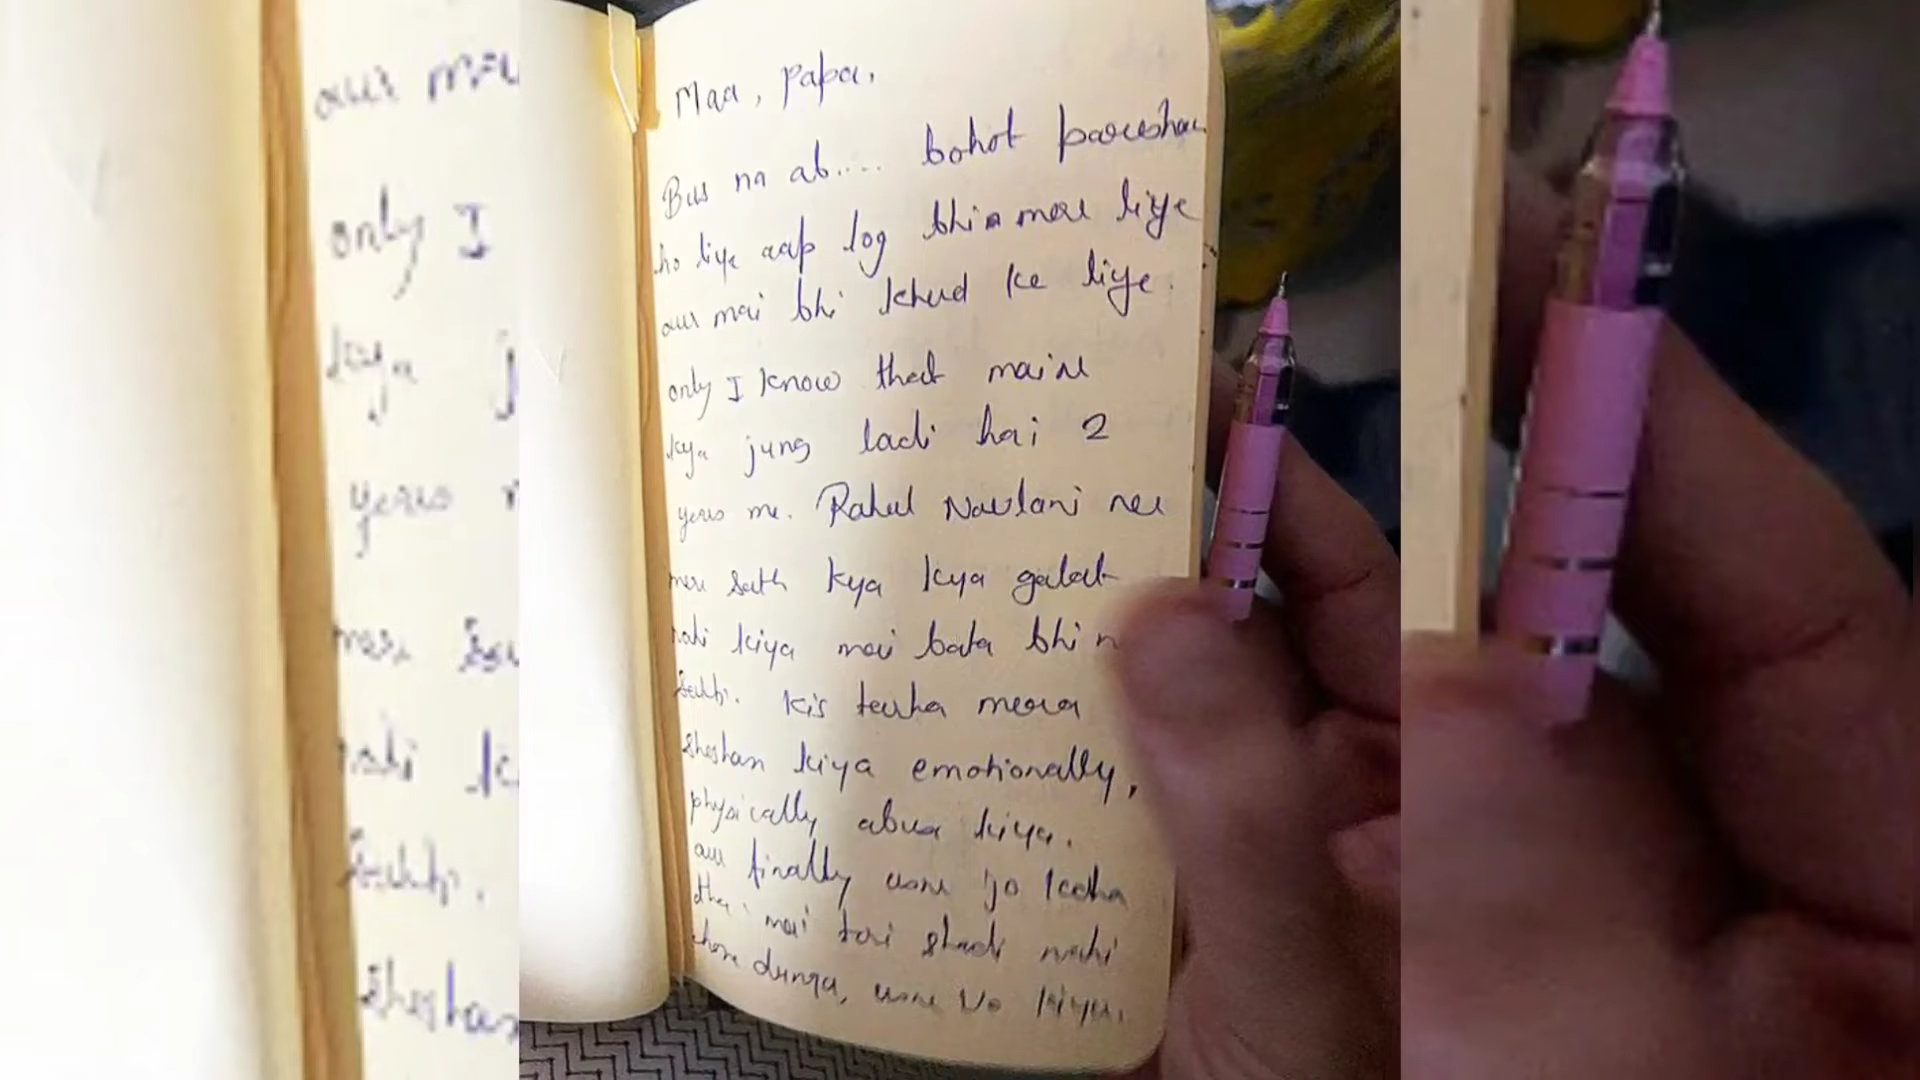 Maa, papa.
Bus na ab.... bohot pareshan
ho liye aap log bhi mere liye
aur mai bhi khud ke liye.
only I know that maine
kya jung ladi hai 2
years me. Rahul Navlani ne
mere sath kya kya galat
nahi kiya mai bata bhi n
sakti. Kis tarha mera
shoshan kiya emotionally,
physically abuse kiya.
aur finally usne jo kaha
tha mai teri shadi nahi
hone dunga, usne vo kiya.